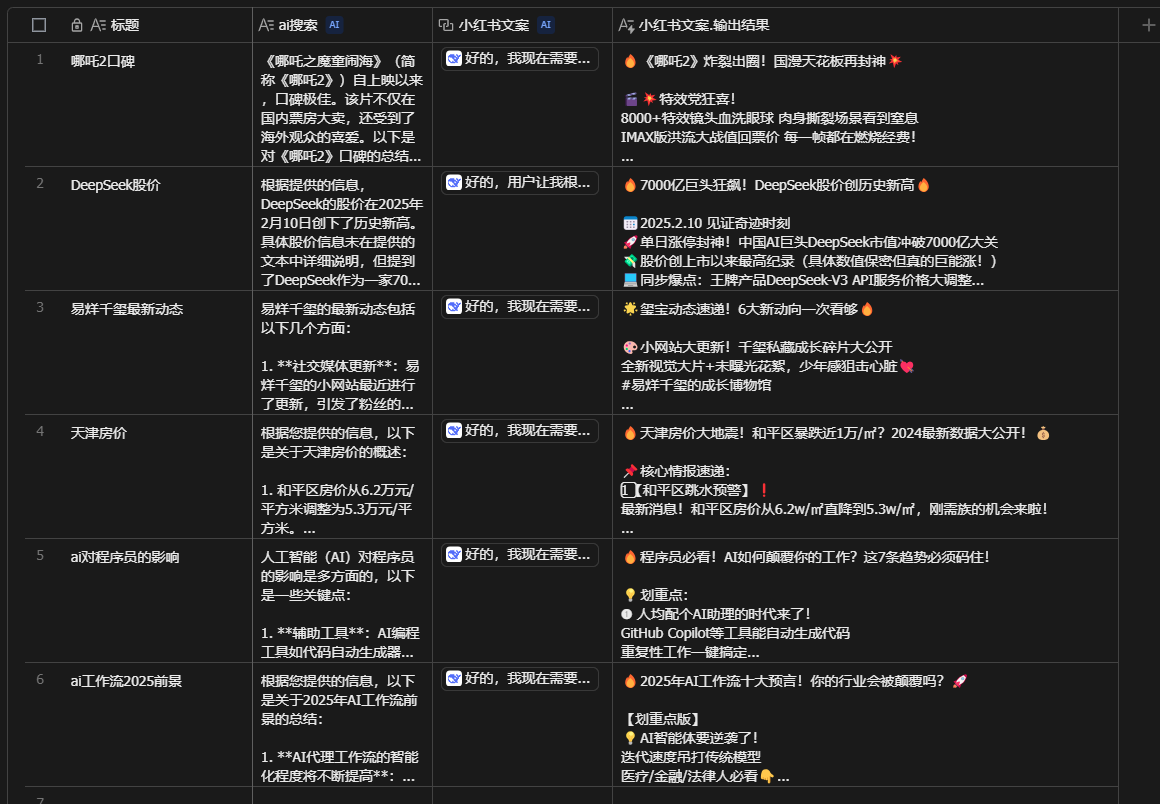 标题
ai搜索 AI
小红书文案 AI
小红书文案.输出结果
1
哪吒2口碑
《哪吒之魔童闹海》（简
称《哪吒2》）自上映以来
，口碑极佳。该片不仅在
国内票房大卖，还受到了
海外观众的喜爱。以下是
对《哪吒2》口碑的总结...
好的，我现在需要...
🔥《哪吒2》炸裂出圈！国漫天花板再封神💥
🎬💥特效党狂喜！
8000+特效镜头血洗眼球 肉身撕裂场景看到窒息
IMAX版洪流大战值回票价 每一帧都在燃烧经费！
...
2
DeepSeek股价
根据提供的信息，
DeepSeek的股价在2025年
2月10日创下了历史新高。
具体股价信息未在提供的
文本中详细说明，但提到
了DeepSeek作为一家70...
好的，用户让我根...
🔥7000亿巨头狂飙！DeepSeek股价创历史新高🔥
📅2025.2.10 见证奇迹时刻
🚀单日涨停封神！中国AI巨头DeepSeek市值冲破7000亿大关
💸股价创上市以来最高纪录（具体数值保密但真的巨能涨！）
💻同步爆点：王牌产品DeepSeek-V3 API服务价格大调整...
3
易烊千玺最新动态
易烊千玺的最新动态包括
以下几个方面：
1. **社交媒体更新**：易
烊千玺的小网站最近进行
了更新，引发了粉丝的...
好的，我现在需要...
🌟玺宝动态速递！6大新动向一次看够🔥
🎨小网站大更新！千玺私藏成长碎片大公开
全新视觉大片+未曝光花絮，少年感狙击心脏💘
#易烊千玺的成长博物馆
...
4
天津房价
根据您提供的信息，以下
是关于天津房价的概述：
1. 和平区房价从6.2万元/
平方米调整为5.3万元/平
方米。...
好的，我现在需要...
🔥天津房价大地震！和平区暴跌近1万/㎡？2024最新数据大公开！💰
📌核心情报速递：
1️⃣【和平区跳水预警】❗
最新消息！和平区房价从6.2w/㎡直降到5.3w/㎡，刚需族的机会来啦！
...
5
ai对程序员的影响
人工智能（AI）对程序员
的影响是多方面的，以下
是一些关键点：
1. **辅助工具**：AI编程
工具如代码自动生成器...
好的，我现在需要...
🔥程序员必看！AI如何颠覆你的工作？这7条趋势必须码住！
💡划重点：
❶ 人均配个AI助理的时代来了！
GitHub Copilot等工具能自动生成代码
重复性工作一键搞定...
6
ai工作流2025前景
根据您提供的信息，以下
是关于2025年AI工作流前
景的总结：
1. **AI代理工作流的智能
化程度将不断提高**：...
好的，我现在需要...
🔥2025年AI工作流十大预言！你的行业会被颠覆吗？🚀
【划重点版】
💡AI智能体要逆袭了！
迭代速度吊打传统模型
医疗/金融/法律人必看👇...
7